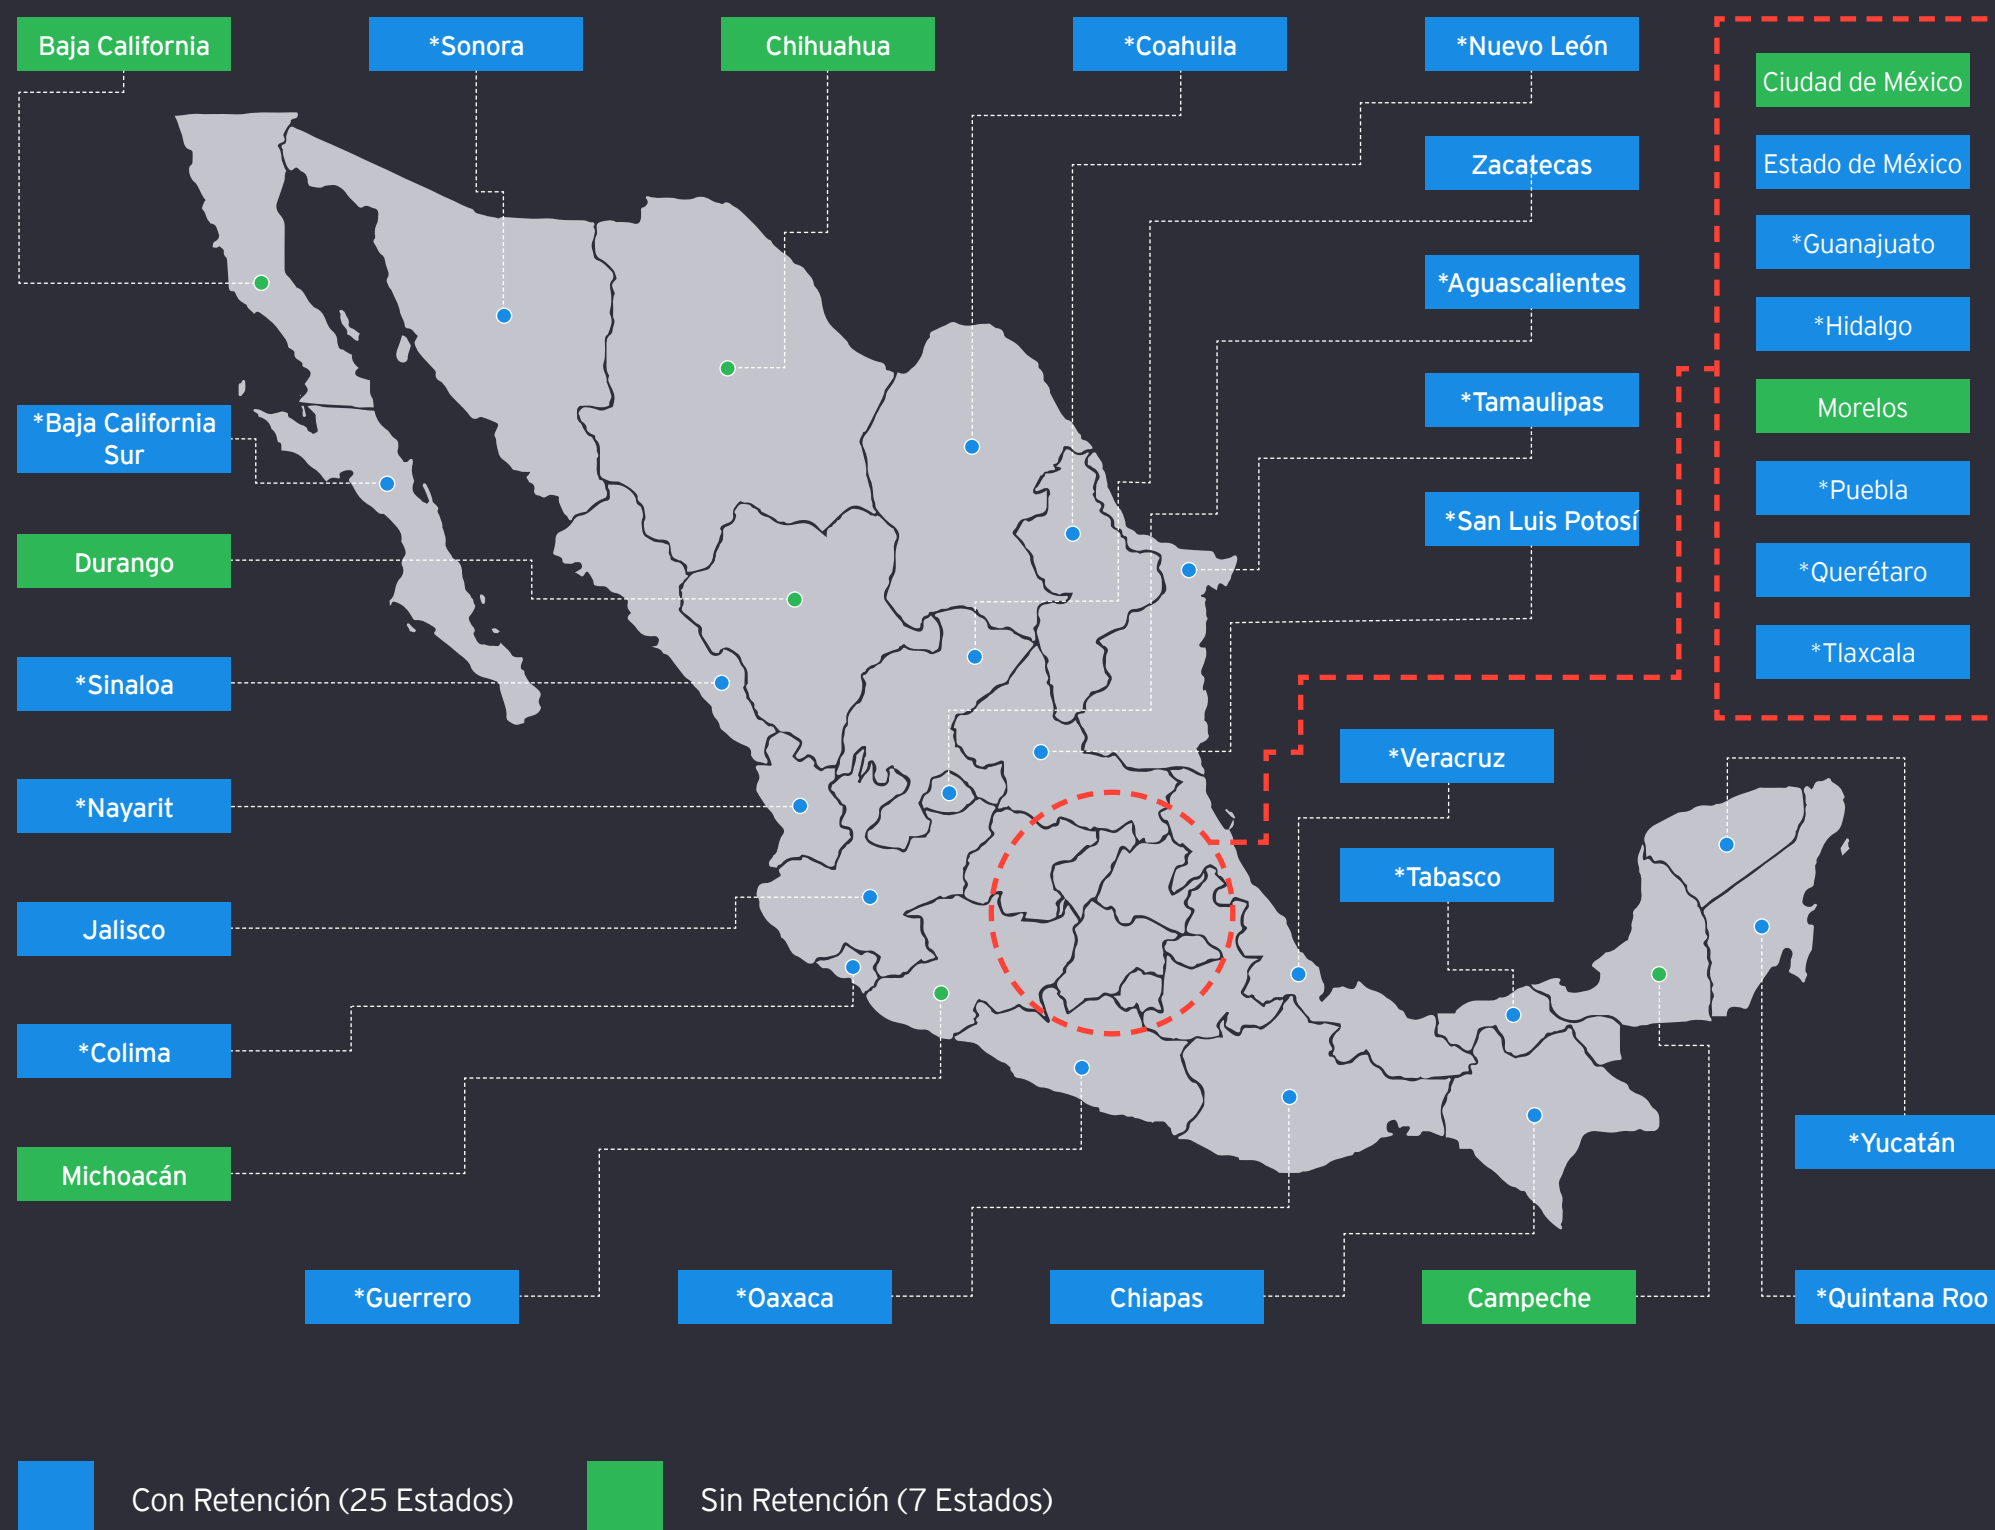 Baja California
*Sonora
Chihuahua
*Coahuila
*Nuevo León
Ciudad de México
Zacatecas
Estado de México
*Guanajuato
*Aguascalientes
*Hidalgo
*Tamaulipas
Morelos
*Baja California
Sur
*Puebla
*San Luis Potosí
Durango
*Querétaro
*Tlaxcala
*Sinaloa
*Veracruz
*Nayarit
*Tabasco
Jalisco
*Colima
*Yucatán
Michoacán
*Guerrero
*Oaxaca
Chiapas
Campeche
*Quintana Roo
Con Retención (25 Estados)
Sin Retención (7 Estados)